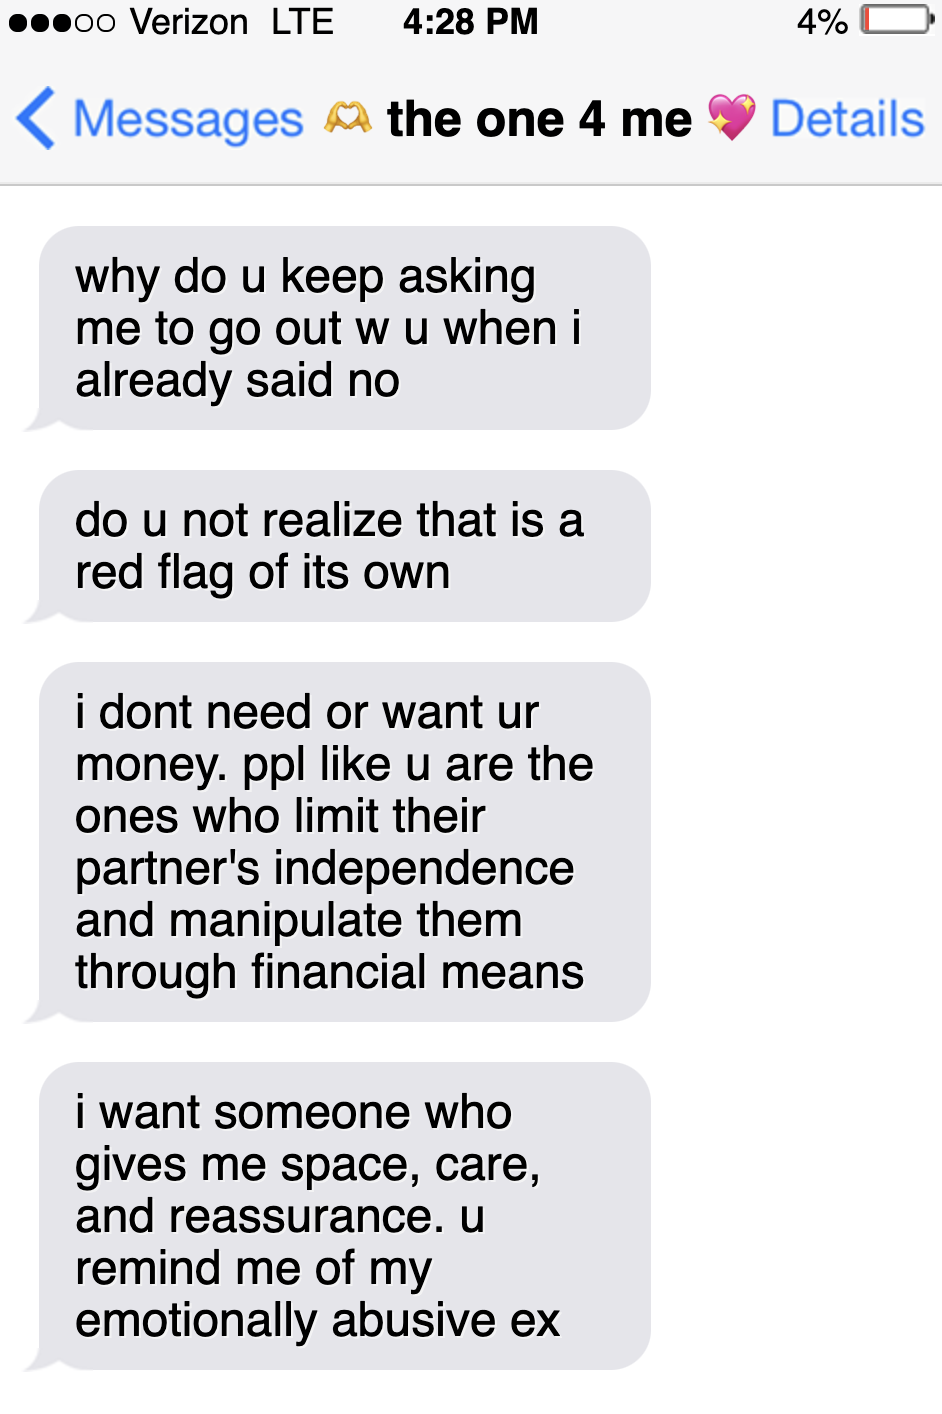 Verizon LTE 4:28 PM 4%
Messages 🫶 the one 4 me 💖 Details
why do u keep asking
me to go out w u when i
already said no
do u not realize that is a
red flag of its own
i dont need or want ur
money. ppl like u are the
ones who limit their
partner's independence
and manipulate them
through financial means
i want someone who
gives me space, care,
and reassurance. u
remind me of my
emotionally abusive ex